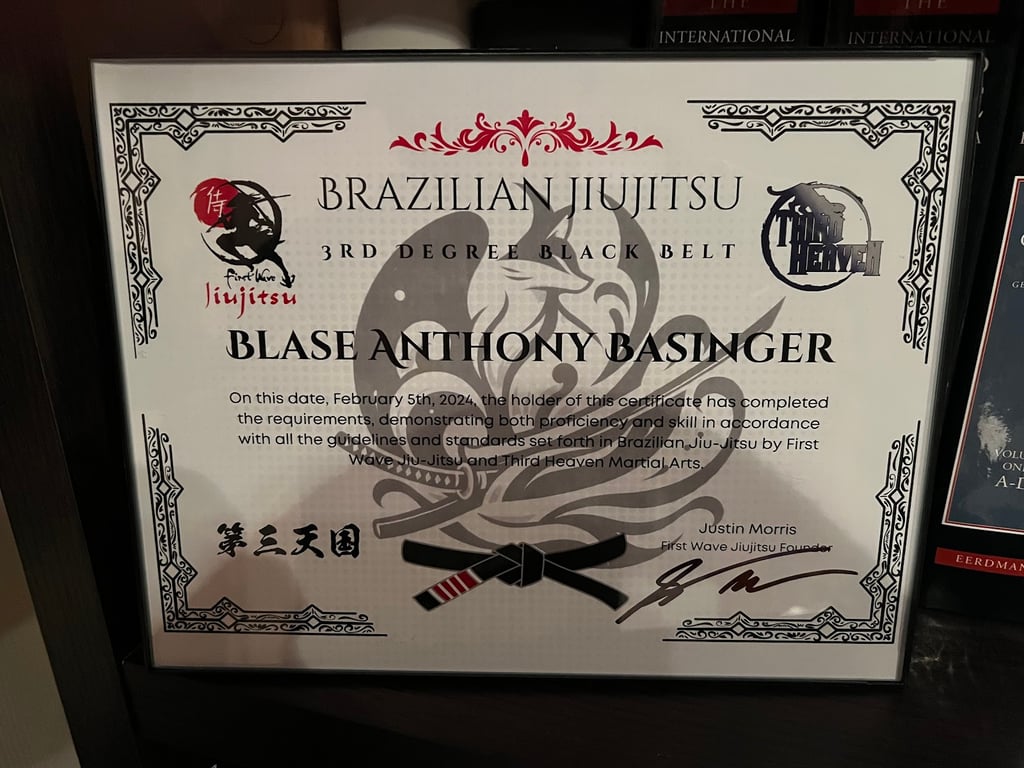 THE
INTERNATIONAL
THE
INTERNATIONAL
BRAZILIAN JIUJITSU
3RD DEGREE BLACK BELT
侍
First Wave
Jiujitsu
THIRD
HEAVEN
BLASE ANTHONY BASINGER
On this date, February 5th, 2024, the holder of this certificate has completed
the requirements, demonstrating both proficiency and skill in accordance
with all the guidelines and standards set forth in Brazilian Jiu-Jitsu by First
Wave Jiu-Jitsu and Third Heaven Martial Arts.
第三天国
Justin Morris
First Wave Jiujitsu Founder
A-D
EERDMAN